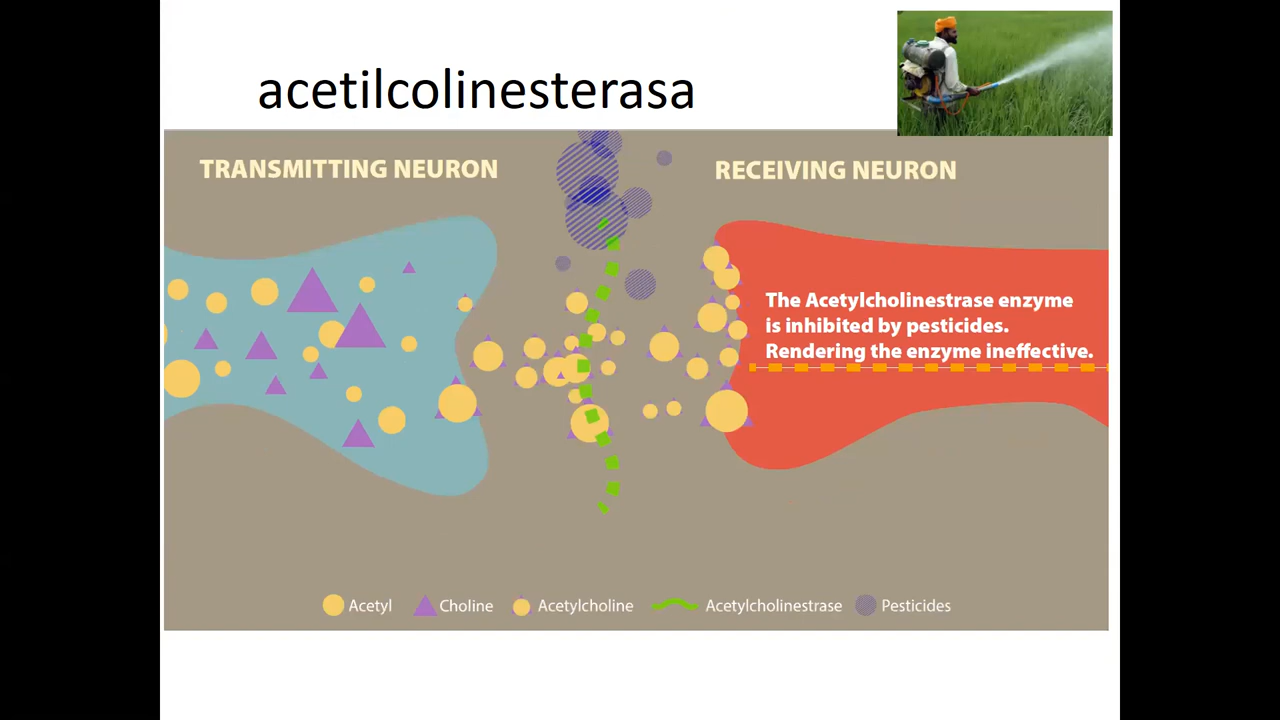 acetilcolinesterasa
TRANSMITTING NEURON
RECEIVING NEURON
The Acetylcholinestrase enzyme
is inhibited by pesticides.
Rendering the enzyme ineffective.
Acetyl
Choline
Acetylcholine
Acetylcholinestrase
Pesticides